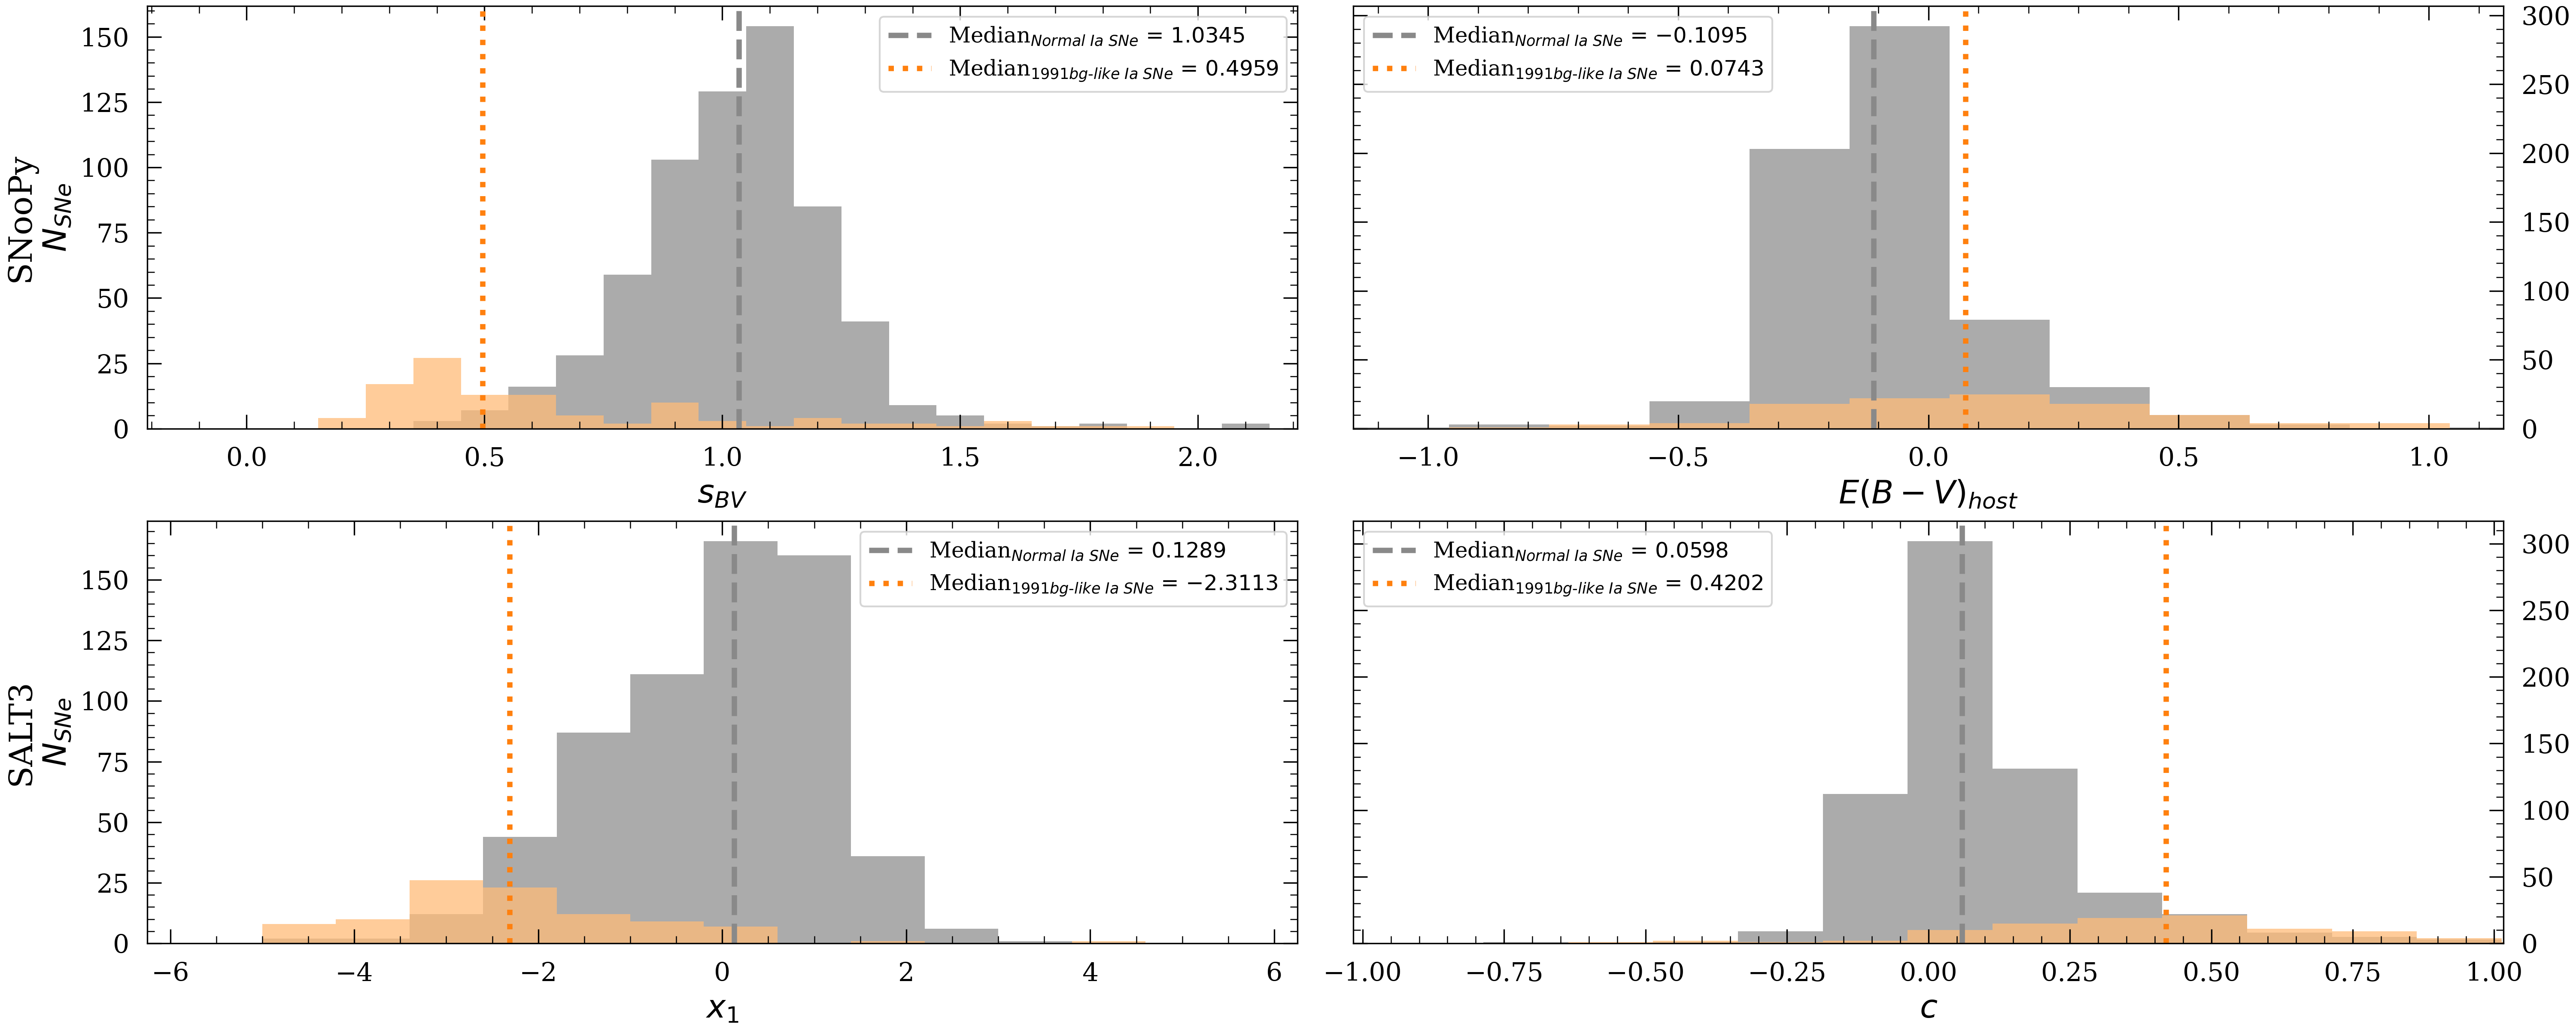 SNooPy
N_SNe
150
125
100
75
50
25
0
Median_Normal Ia SNe = 1.0345
Median_1991bg-like Ia SNe = 0.4959
0.0 0.5 1.0 1.5 2.0
s_BV
Median_Normal Ia SNe = −0.1095
Median_1991bg-like Ia SNe = 0.0743
300
250
200
150
100
50
0
−1.0 −0.5 0.0 0.5 1.0
E(B − V)_host
SALT3
N_SNe
150
125
100
75
50
25
0
Median_Normal Ia SNe = 0.1289
Median_1991bg-like Ia SNe = −2.3113
−6 −4 −2 0 2 4 6
x_1
Median_Normal Ia SNe = 0.0598
Median_1991bg-like Ia SNe = 0.4202
300
250
200
150
100
50
0
−1.00 −0.75 −0.50 −0.25 0.00 0.25 0.50 0.75 1.00
c